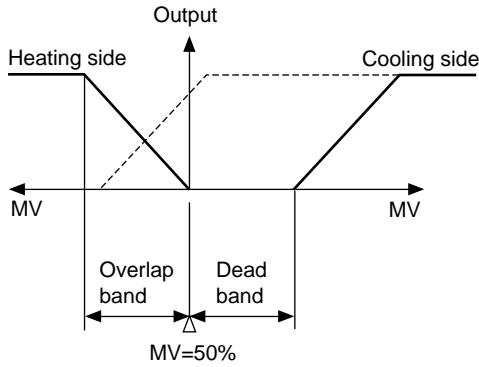 Output
Heating side
Cooling side
MV
MV
Overlap
band
Dead
band
MV=50%